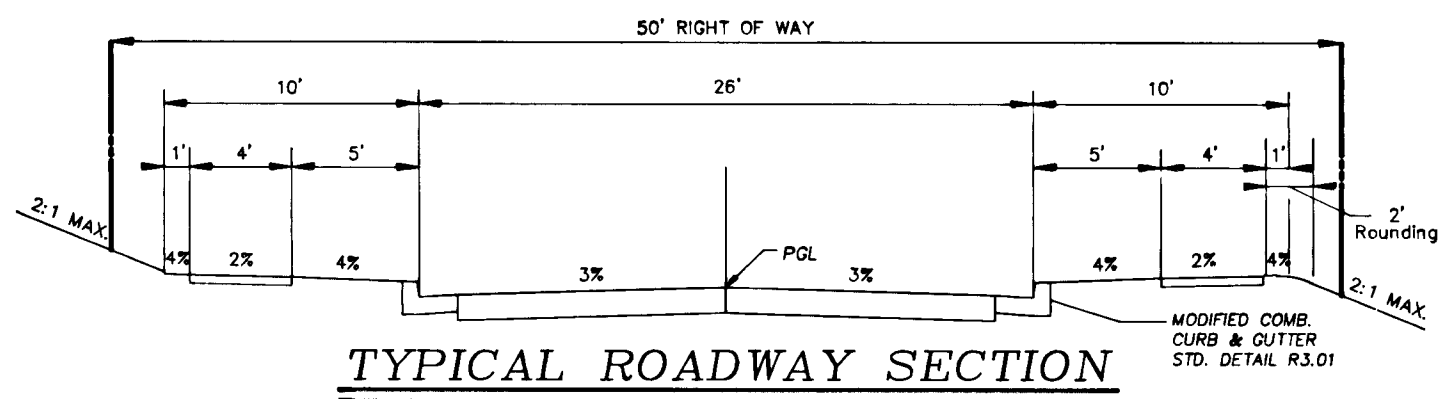 50' RIGHT OF WAY
10'
26'
10'
1'
4'
5'
5'
4'
1'
2'
Rounding
2:1 MAX.
4%
2%
4%
3%
PGL
3%
4%
2%
4%
2:1 MAX.
MODIFIED COMB.
CURB & GUTTER
STD. DETAIL R3.01
TYPICAL ROADWAY SECTION